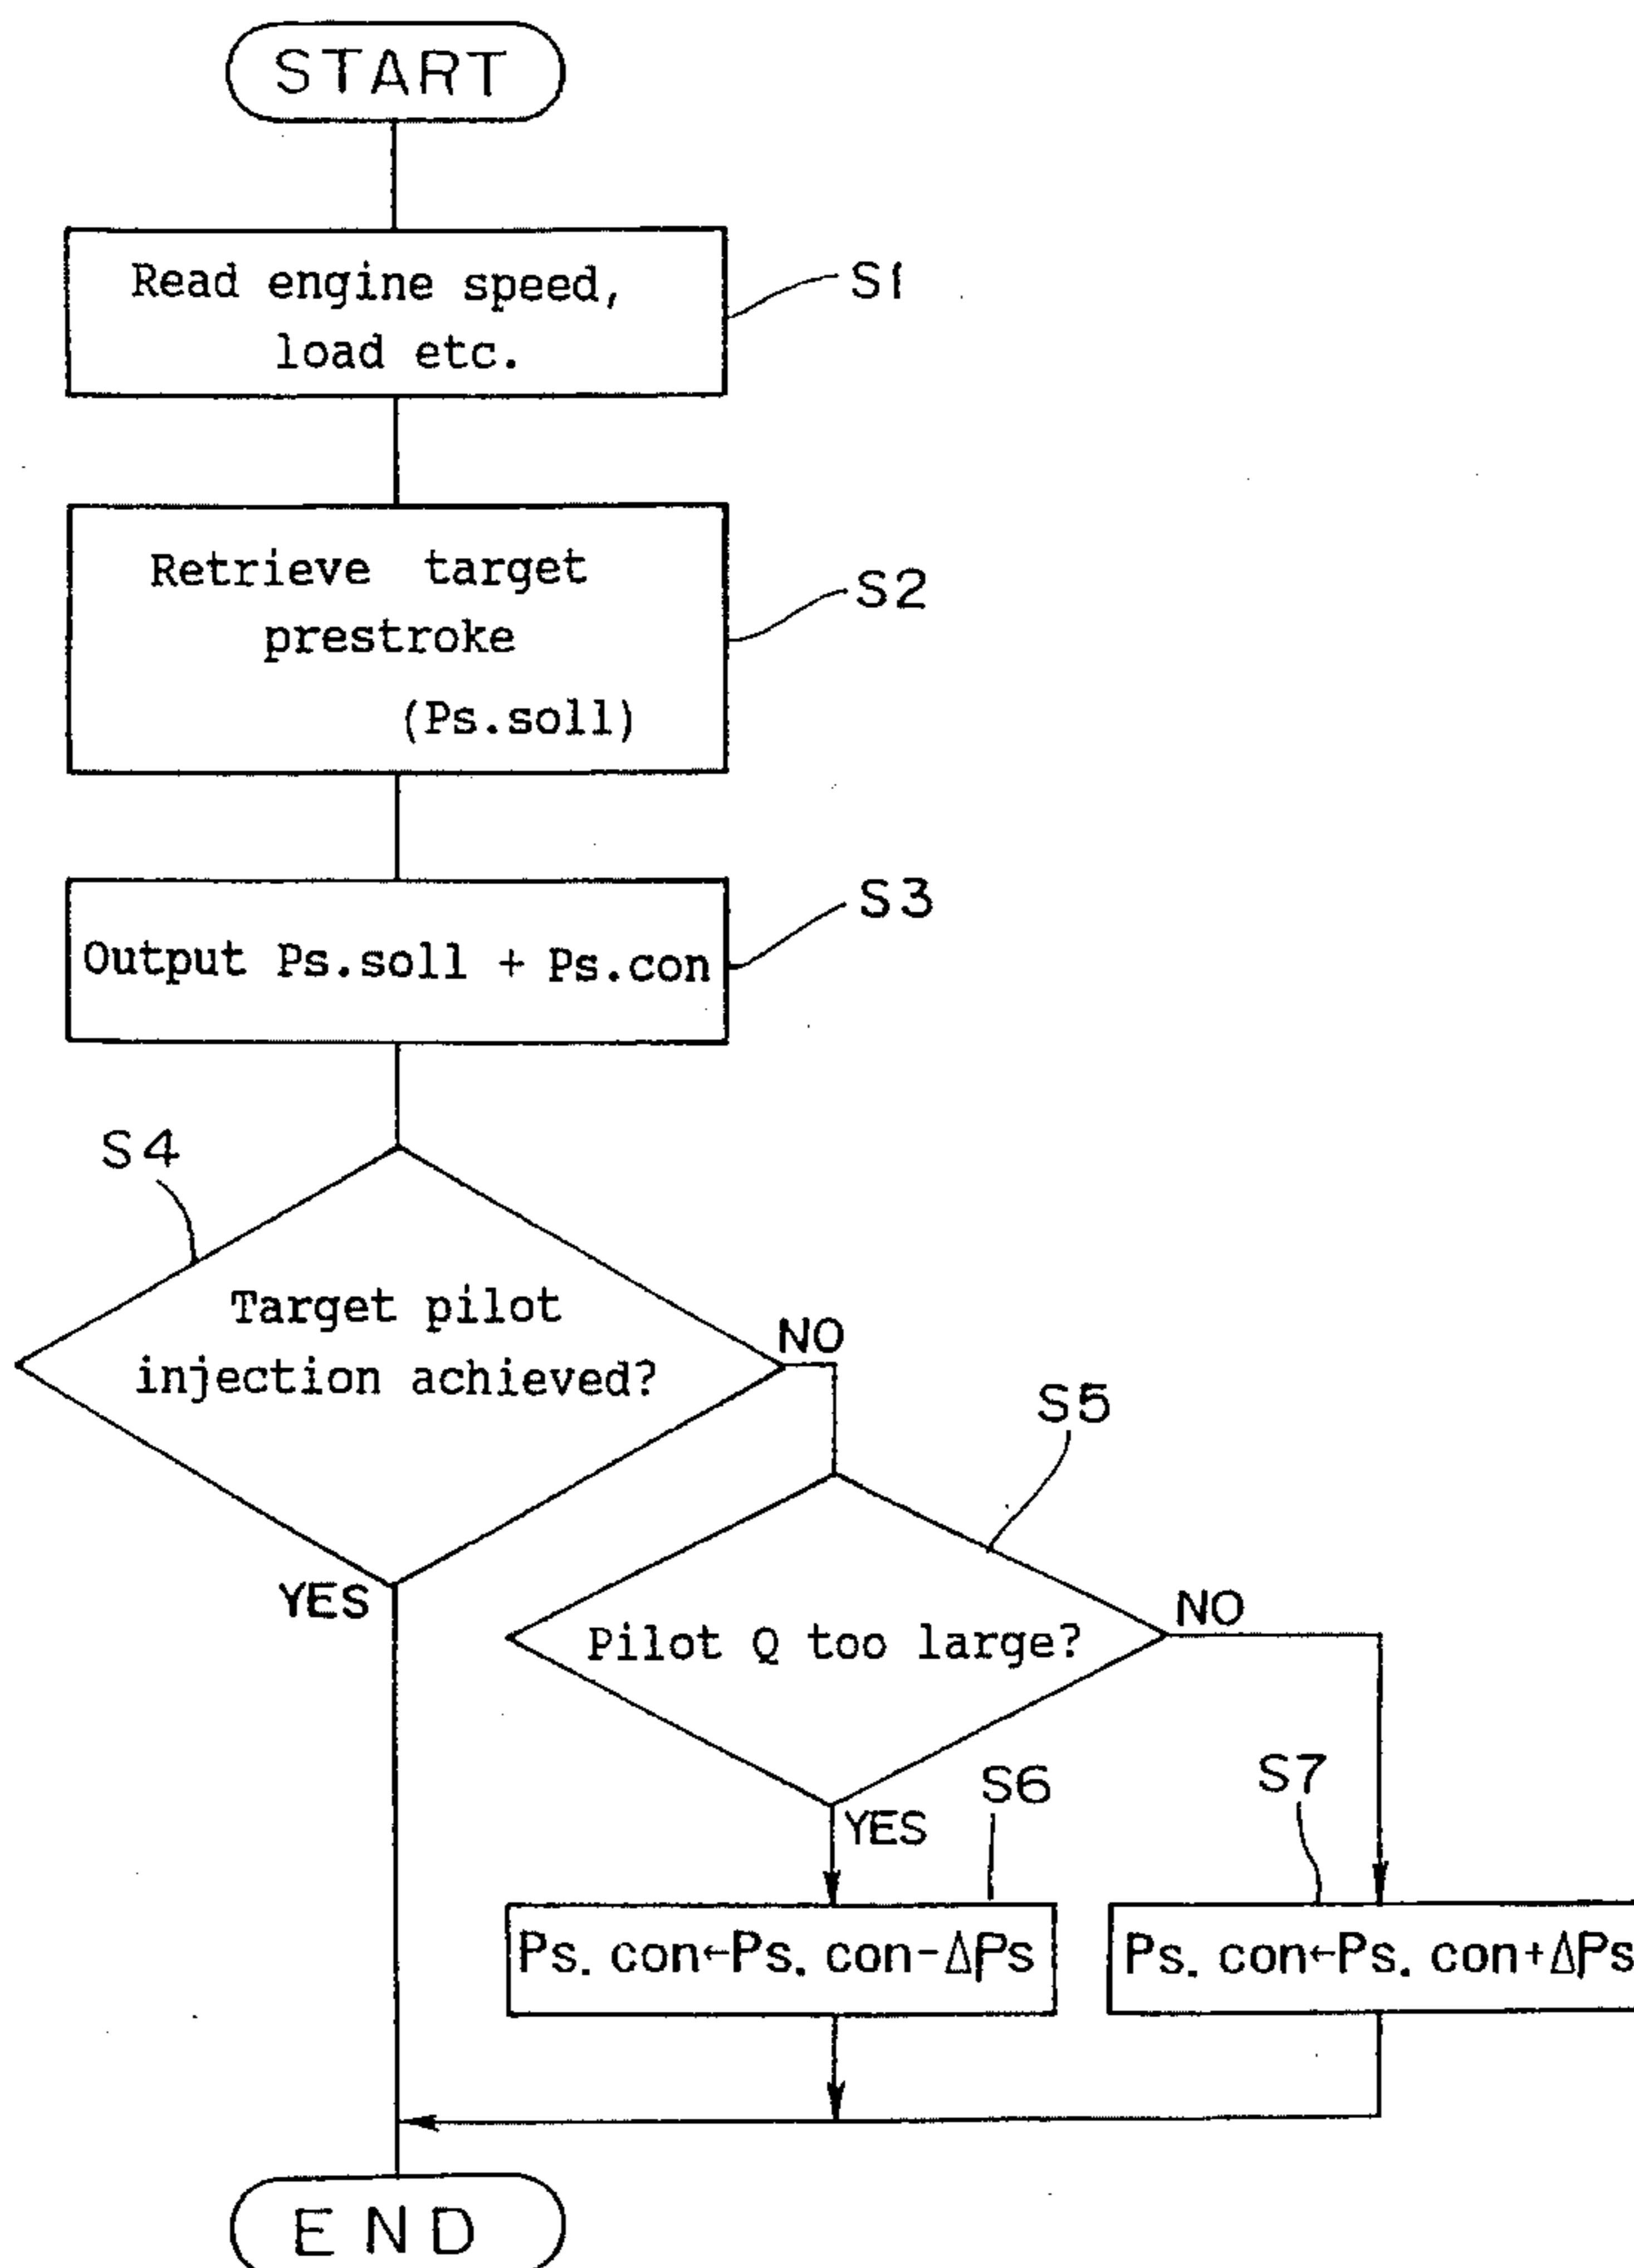 START
Read engine speed,
load etc.
S1
Retrieve target
prestroke
(Ps.soll)
S2
Output Ps.soll + Ps.con
S3
S4
Target pilot
injection achieved?
NO
YES
S5
Pilot Q too large?
NO
YES
S6
S7
Ps. con←Ps. con-ΔPs
Ps. con←Ps. con+ΔPs
END